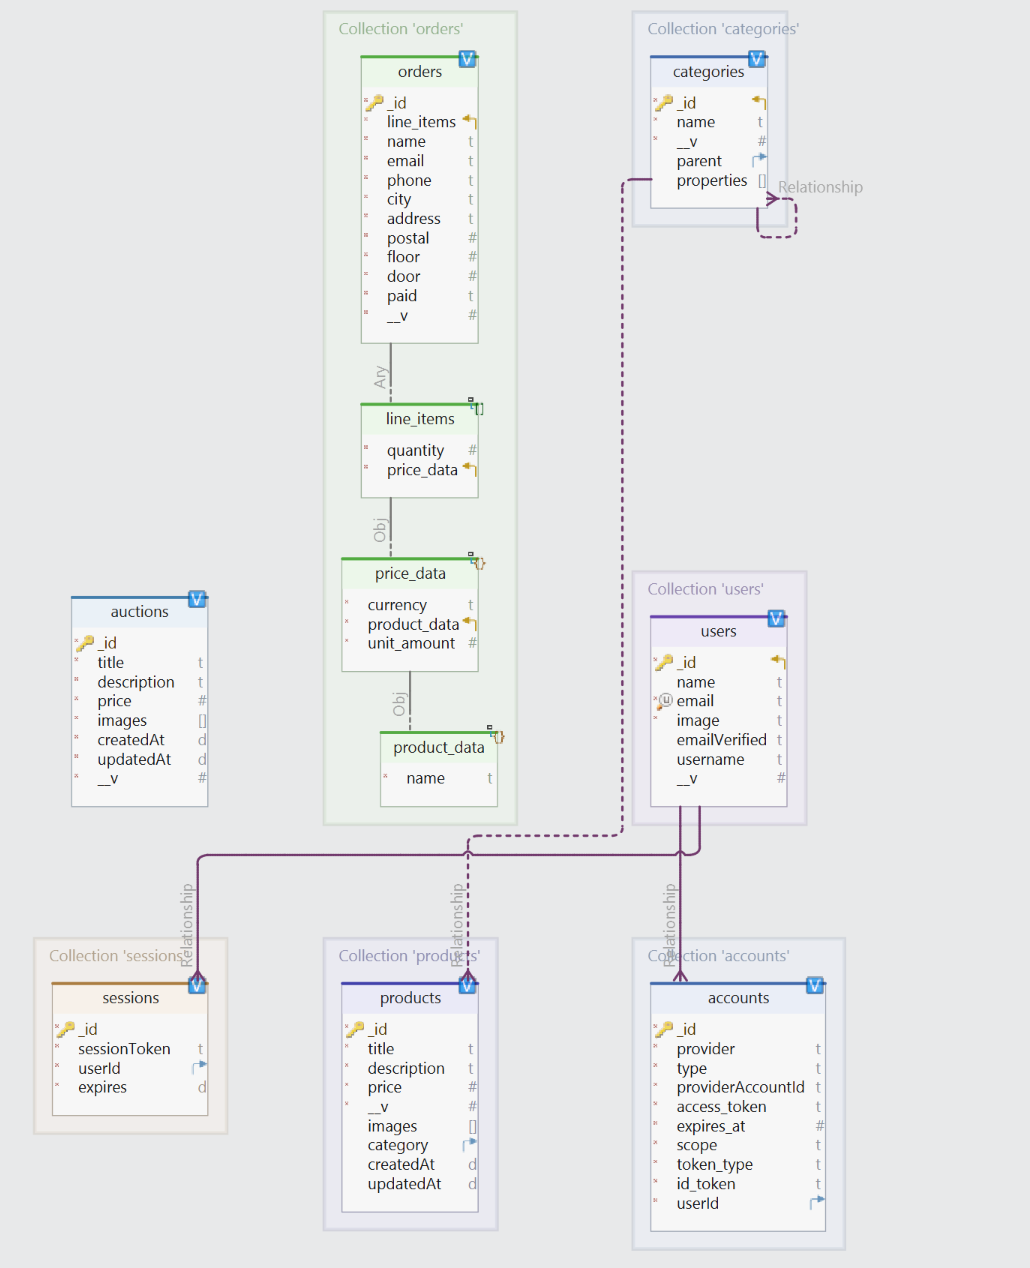 Collection 'orders'
orders
_id
line_items
name t
email t
phone t
city t
address t
postal #
floor #
door #
paid t
__v #
Ary
line_items
quantity #
price_data
Obj
price_data
currency t
product_data
unit_amount #
Obj
product_data
name t
Collection 'categories'
categories
_id
name t
__v #
parent
properties []
Relationship
auctions
_id
title t
description t
price #
images []
createdAt d
updatedAt d
__v #
Collection 'users'
users
_id
name t
email t
image t
emailVerified t
username t
__v #
Relationship
Collection 'sessions'
sessions
_id
sessionToken t
userId
expires d
Relationship
Collection 'products'
products
_id
title t
description t
price #
__v #
images []
category
createdAt d
updatedAt d
Relationship
Collection 'accounts'
accounts
_id
provider t
type t
providerAccountId t
access_token t
expires_at #
scope t
token_type t
id_token t
userId